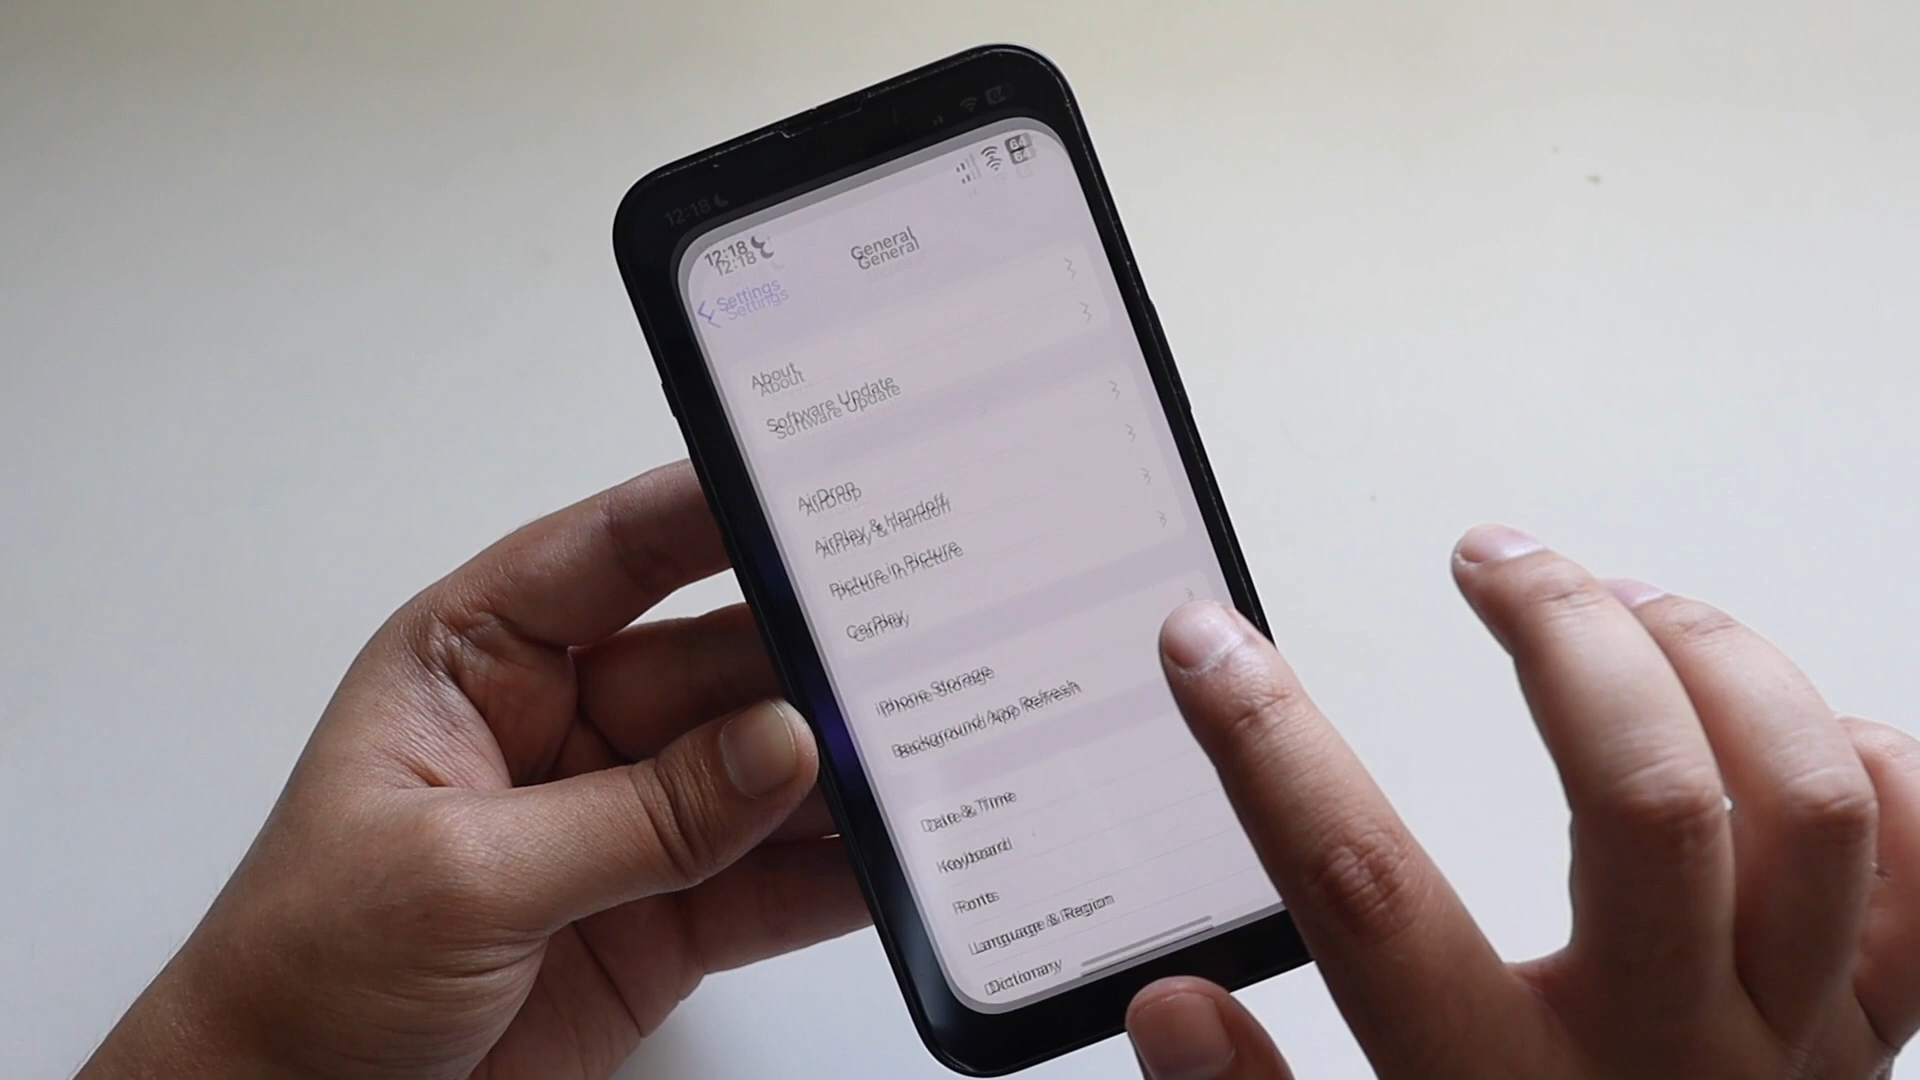 12:18
64
Settings
General
About
Software Update
AirDrop
AirPlay & Handoff
Picture in Picture
CarPlay
iPhone Storage
Background App Refresh
Date & Time
Keyboard
Fonts
Language & Region
Dictionary